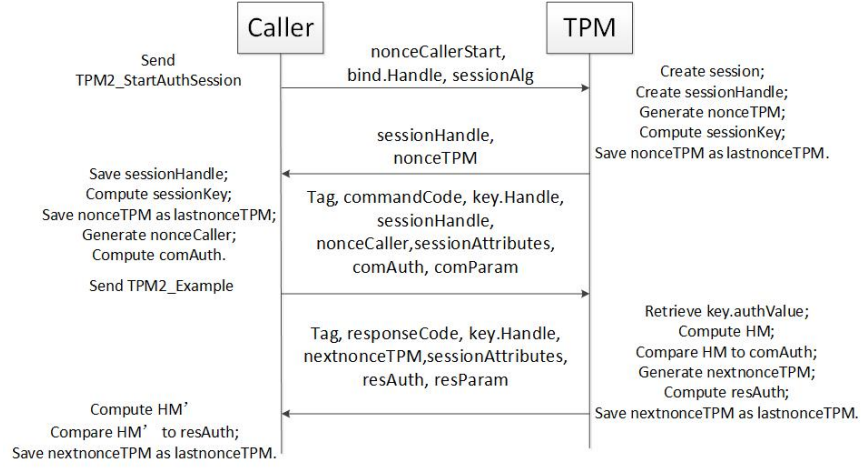 Caller
TPM
Send
TPM2_StartAuthSession
nonceCallerStart,
bind.Handle, sessionAlg
Create session;
Create sessionHandle;
Generate nonceTPM;
Compute sessionKey;
Save nonceTPM as lastnonceTPM.
sessionHandle,
nonceTPM
Save sessionHandle;
Compute sessionKey;
Save nonceTPM as lastnonceTPM;
Generate nonceCaller;
Compute comAuth.
Send TPM2_Example
Tag, commandCode, key.Handle,
sessionHandle,
nonceCaller,sessionAttributes,
comAuth, comParam
Retrieve key.authValue;
Compute HM;
Compare HM to comAuth;
Generate nextnonceTPM;
Compute resAuth;
Save nextnonceTPM as lastnonceTPM.
Tag, responseCode, key.Handle,
nextnonceTPM,sessionAttributes,
resAuth, resParam
Compute HM’
Compare HM’ to resAuth;
Save nextnonceTPM as lastnonceTPM.